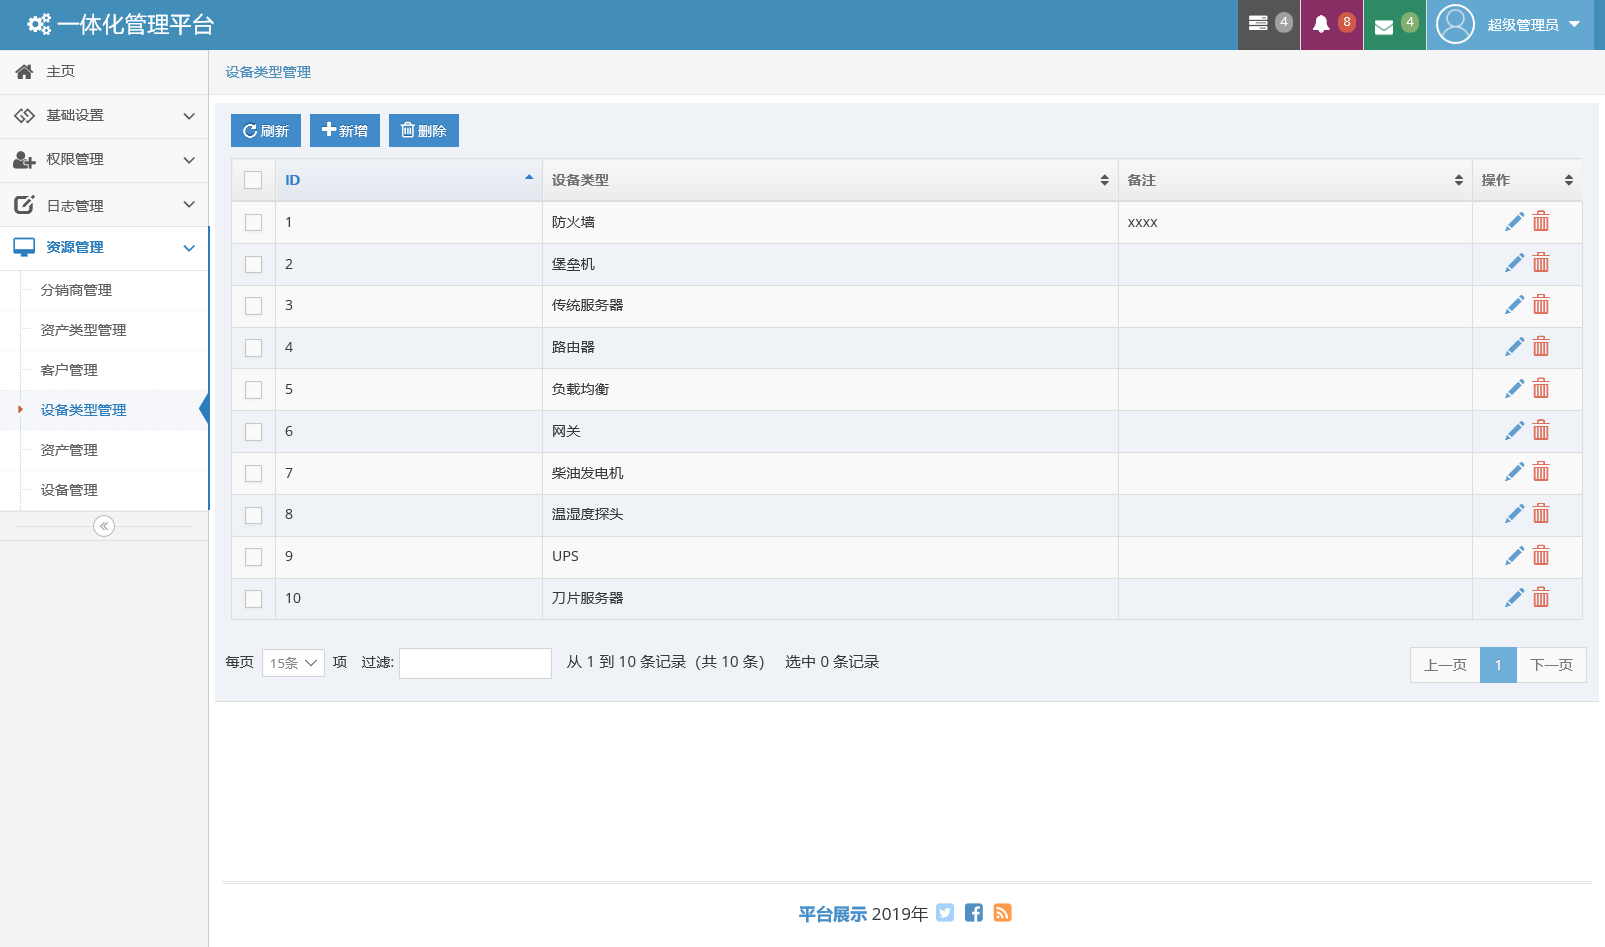 一体化管理平台
4
8
4
超级管理员
主页
基础设置
权限管理
日志管理
资源管理
分销商管理
资产类型管理
客户管理
设备类型管理
资产管理
设备管理
设备类型管理
刷新 新增 删除
ID 设备类型 备注 操作
1 防火墙 xxxx
2 堡垒机
3 传统服务器
4 路由器
5 负载均衡
6 网关
7 柴油发电机
8 温湿度探头
9 UPS
10 刀片服务器
每页 15条 项 过滤: 从 1 到 10 条记录（共 10 条） 选中 0 条记录
上一页 1 下一页
平台展示 2019年